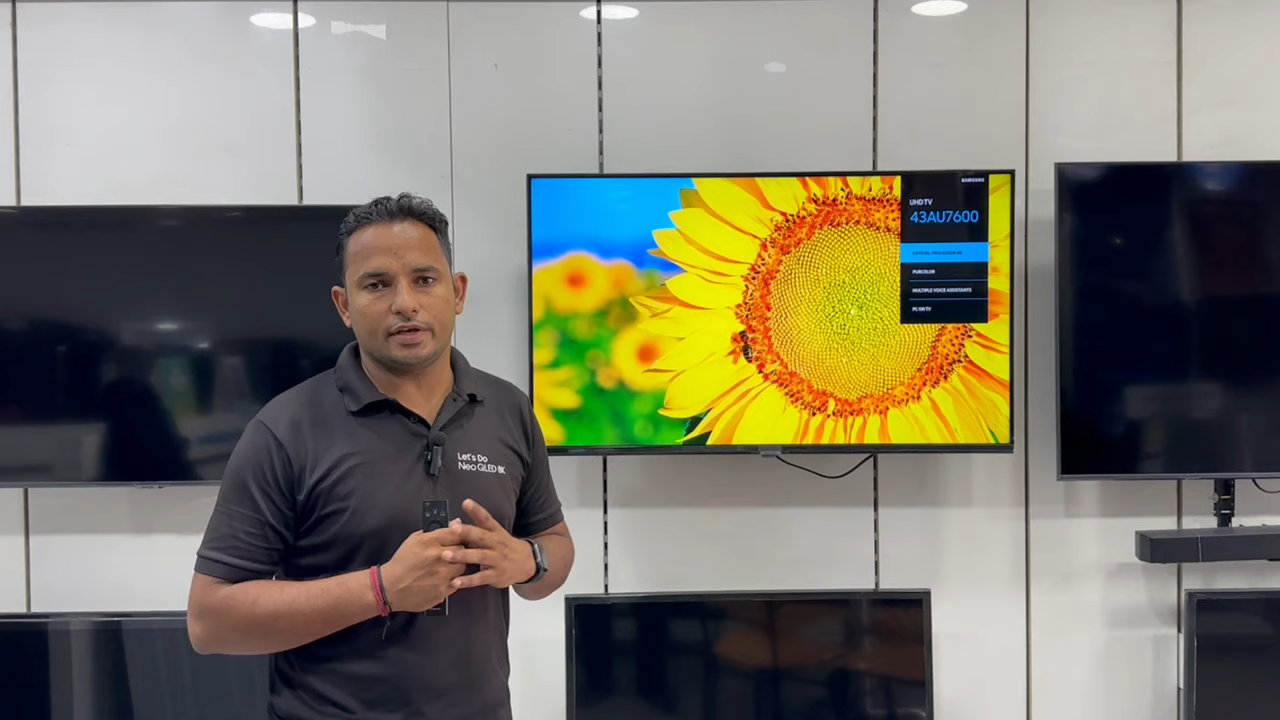 SAMSUNG
UHD TV
43AU7600
CRYSTAL PROCESSOR 4K
PURCOLOR
MULTIPLE VOICE ASSISTANTS
PC ON TV
Let's Do
Neo QLED 8K